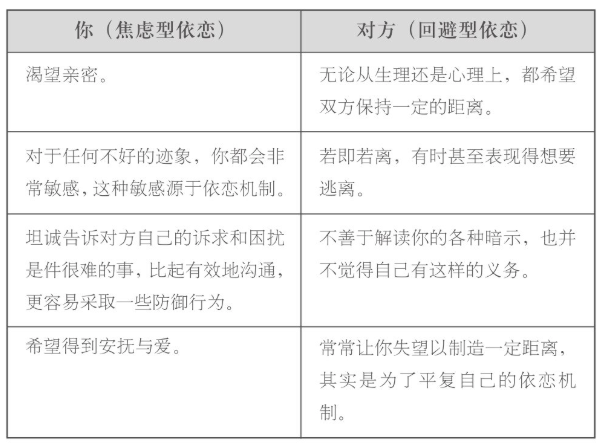 你（焦虑型依恋）
对方（回避型依恋）
渴望亲密。
无论从生理还是心理上，都希望
双方保持一定的距离。
对于任何不好的迹象，你都会非
常敏感，这种敏感源于依恋机制。
若即若离，有时甚至表现得想要
逃离。
坦诚告诉对方自己的诉求和困扰
是件很难的事，比起有效地沟通，
更容易采取一些防御行为。
不善于解读你的各种暗示，也并
不觉得自己有这样的义务。
希望得到安抚与爱。
常常让你失望以制造一定距离，
其实是为了平复自己的依恋机
制。